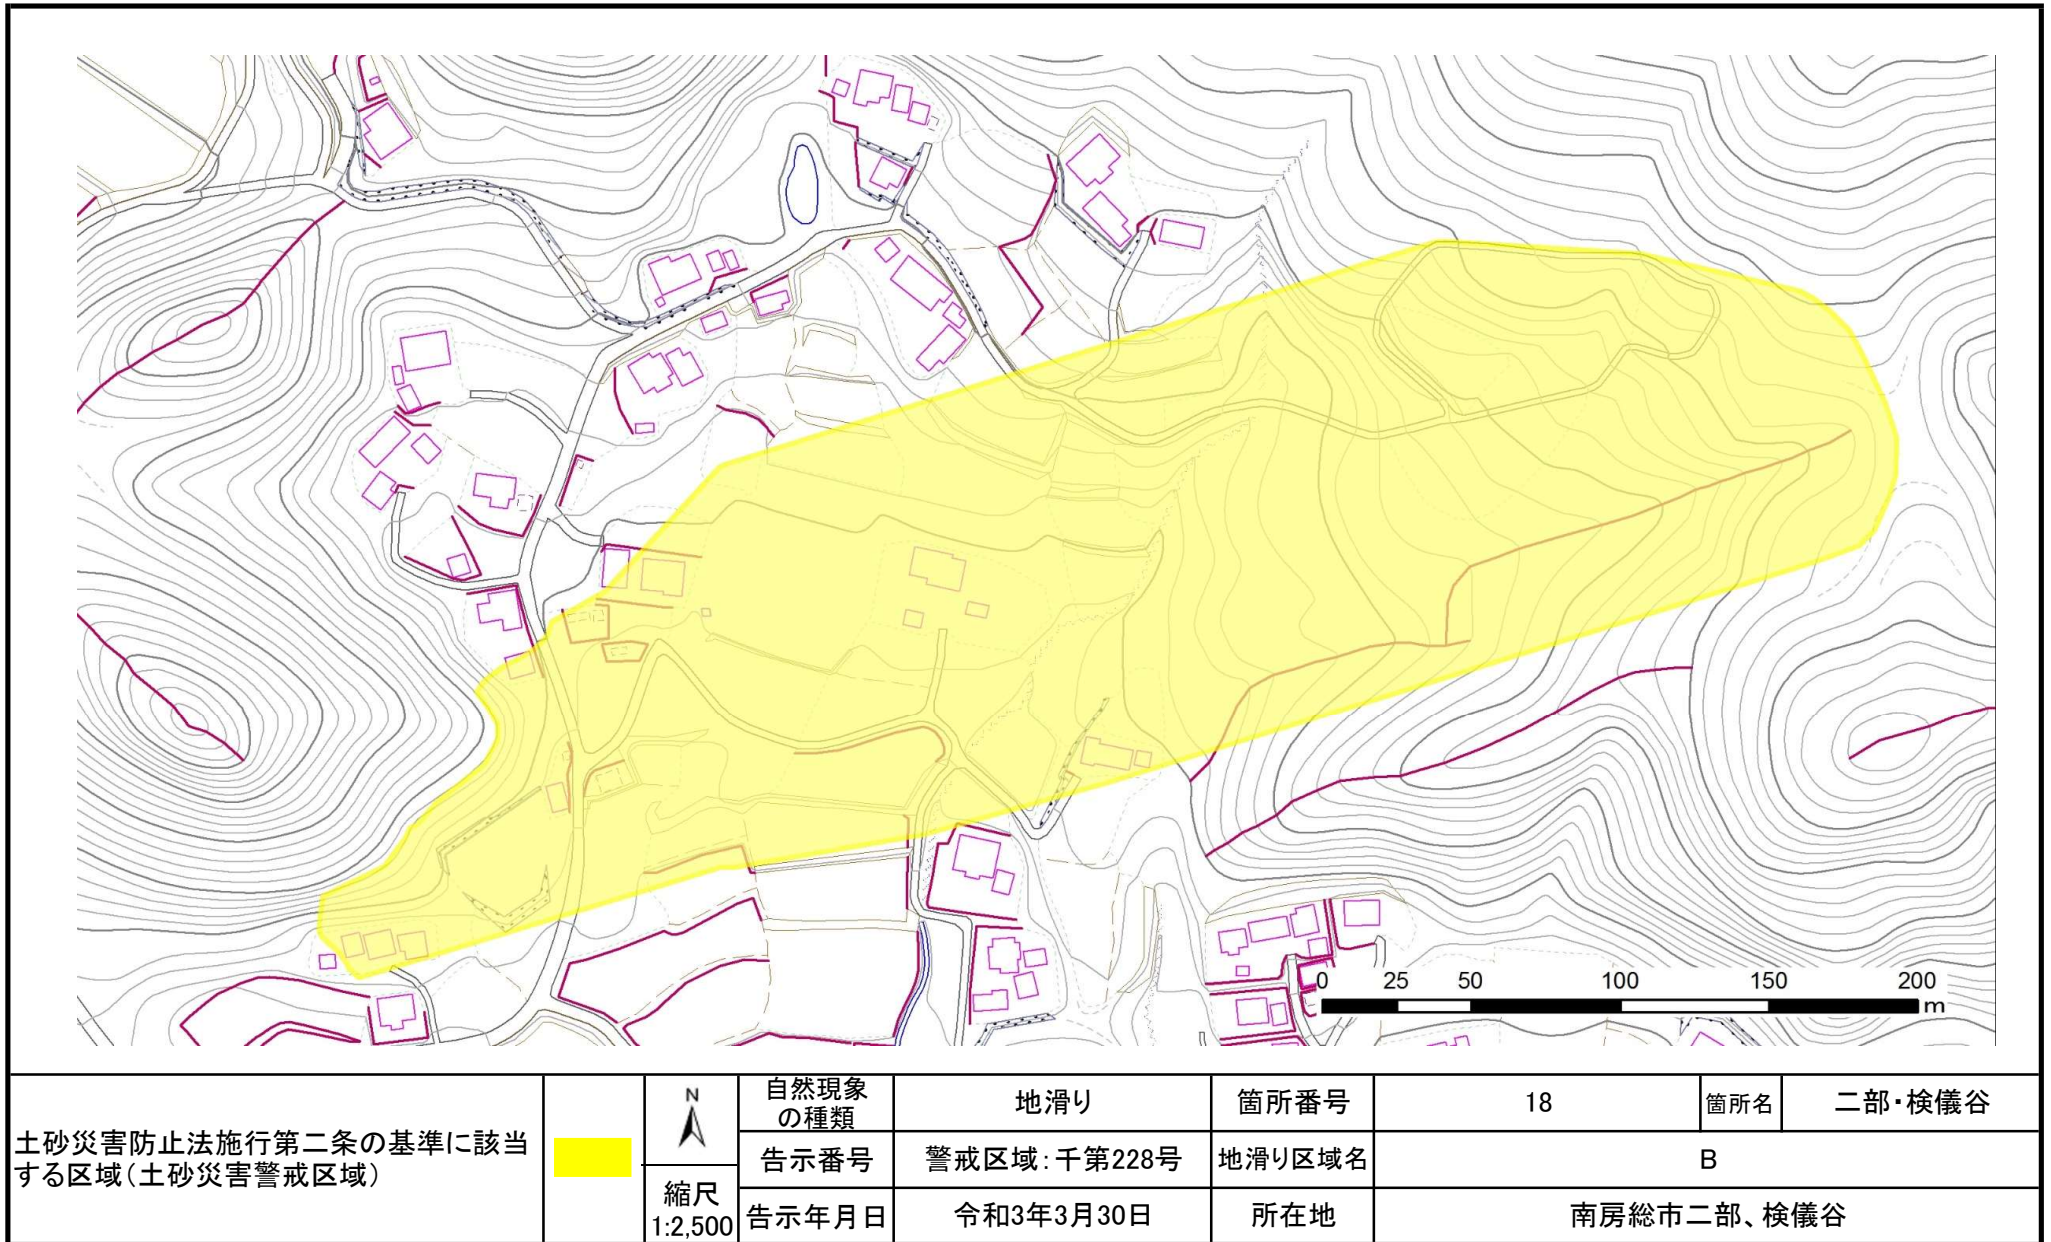 0 25 50 100 150 200
m
土砂災害防止法施行第二条の基準に該当
する区域(土砂災害警戒区域)
N
縮尺
1:2,500
自然現象
の種類
地滑り
箇所番号
18
箇所名
二部・検儀谷
告示番号
警戒区域:千第228号
地滑り区域名
B
告示年月日
令和3年3月30日
所在地
南房総市二部、検儀谷